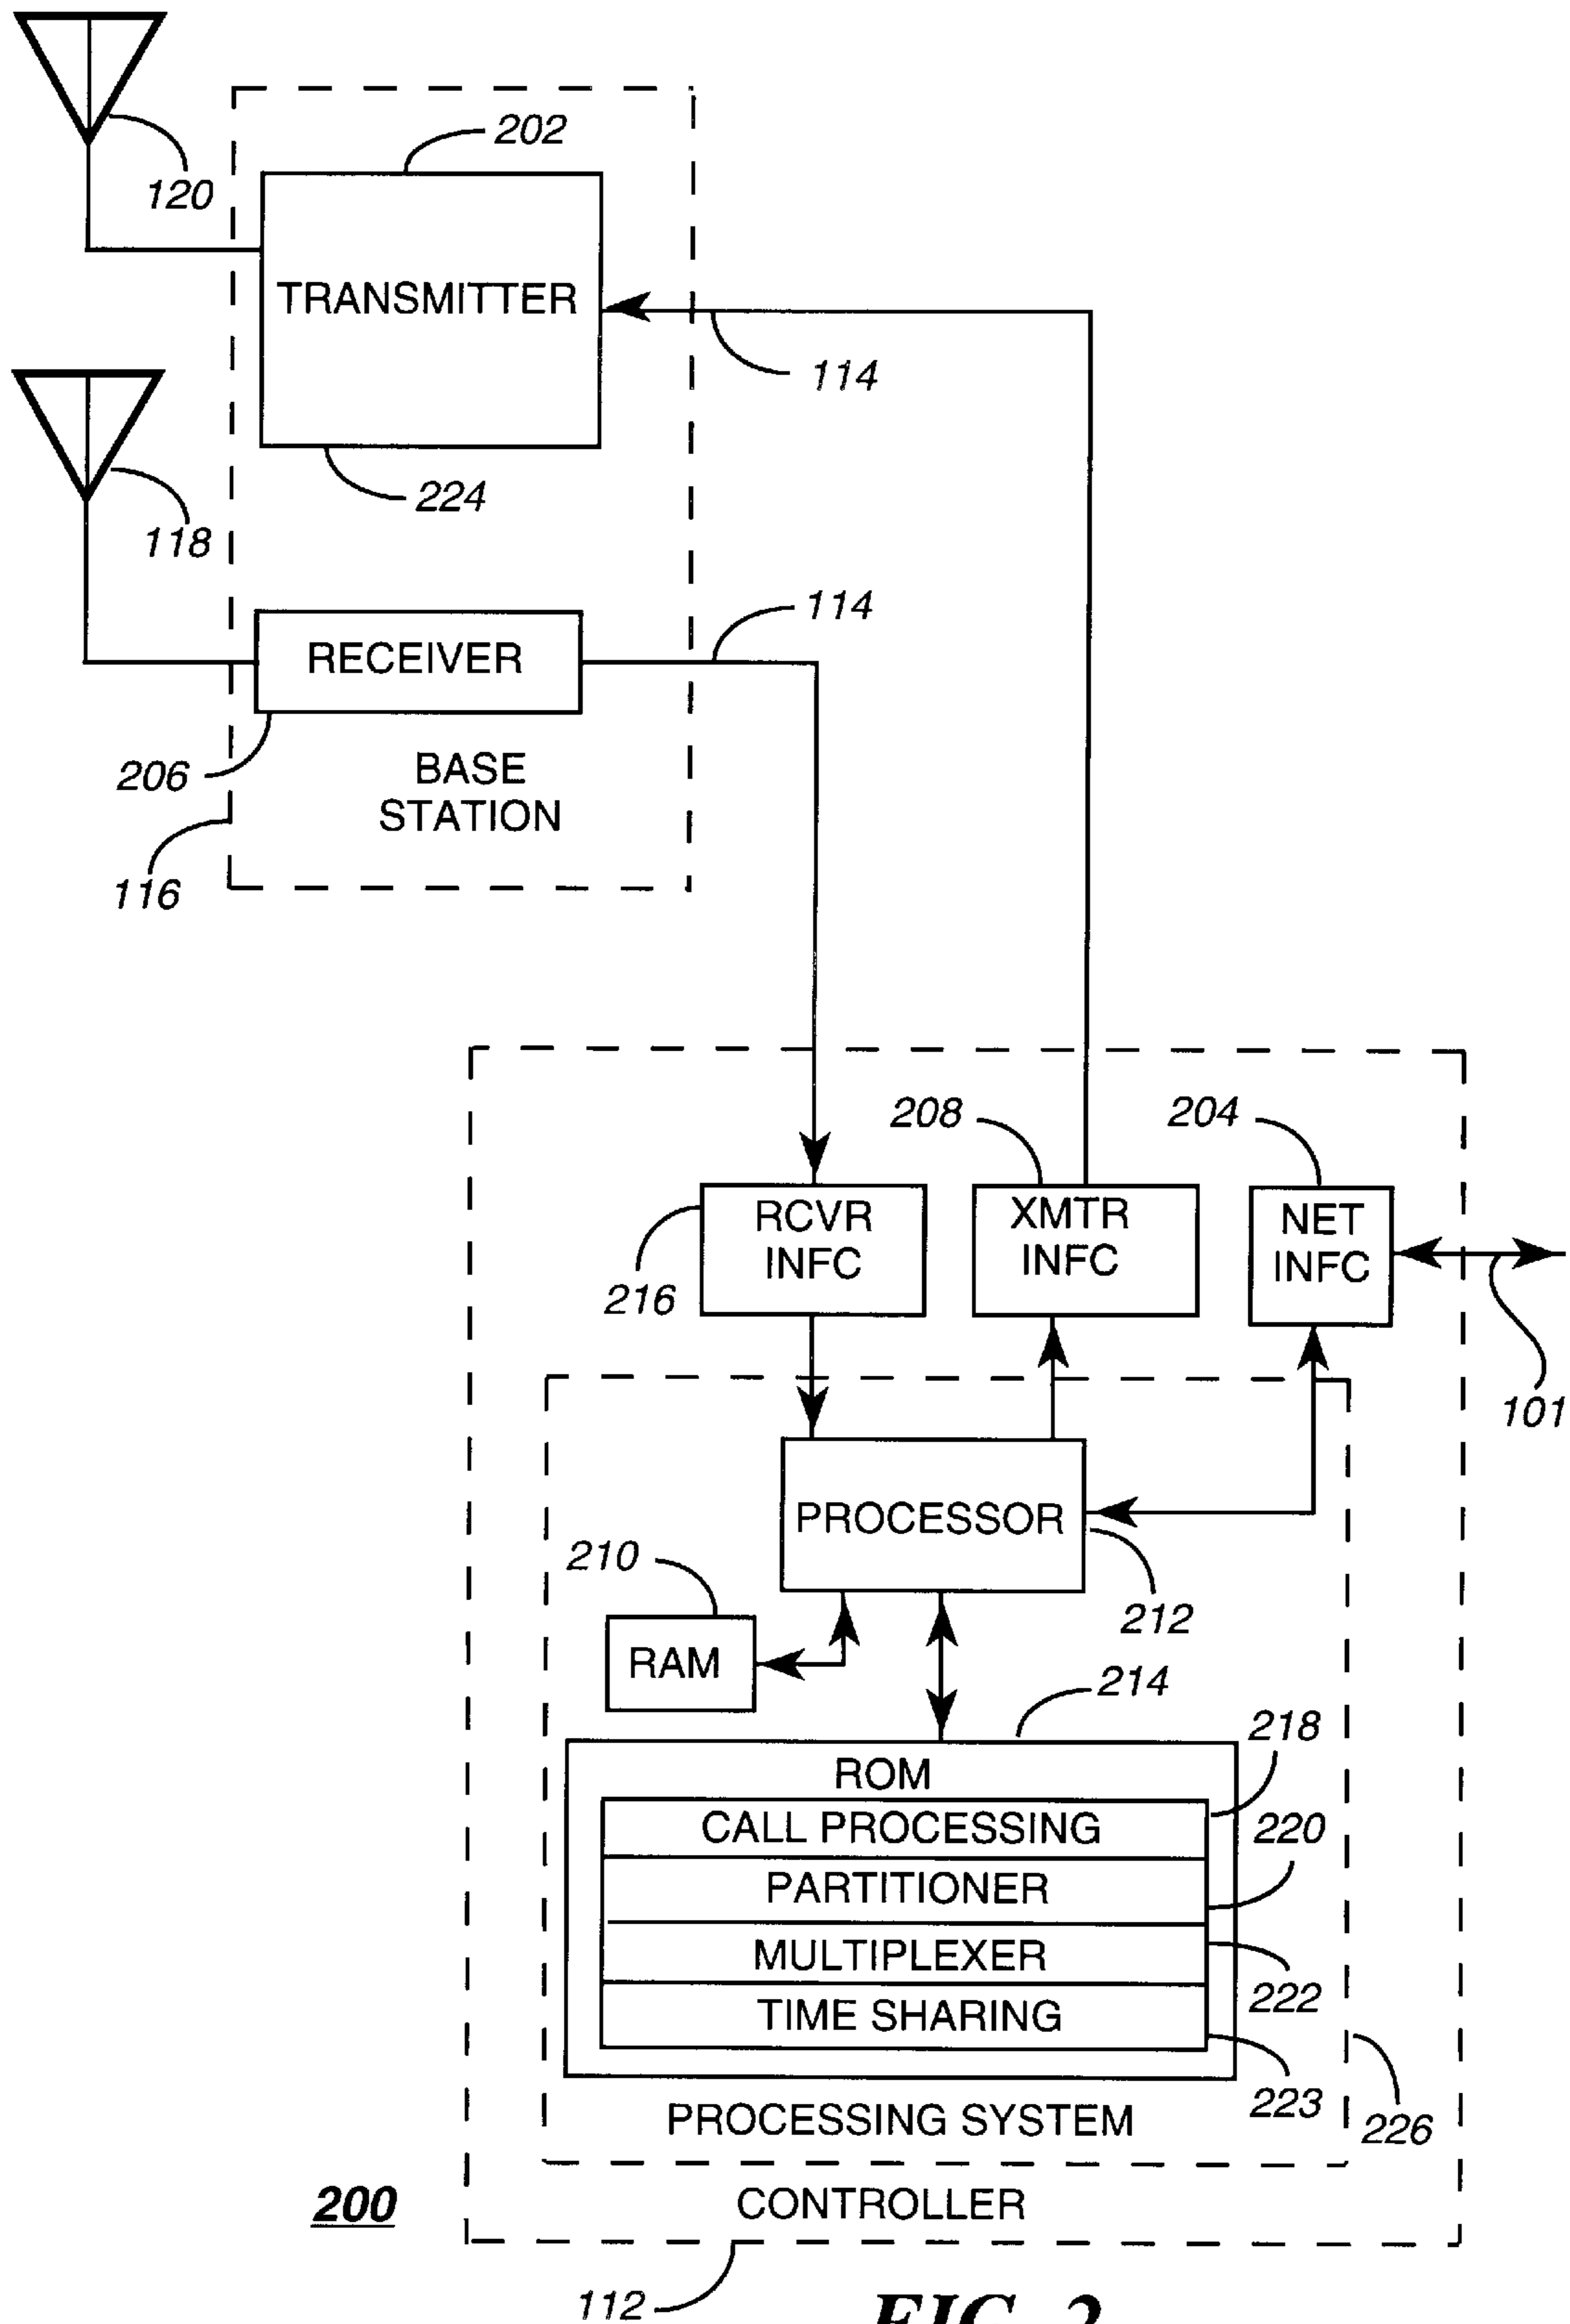 202
120
TRANSMITTER
114
224
118
114
RECEIVER
206
BASE
STATION
116
208
204
RCVR
INFC
XMTR
INFC
NET
INFC
216
101
PROCESSOR
210
212
RAM
214
218
ROM
CALL PROCESSING
220
PARTITIONER
MULTIPLEXER
222
TIME SHARING
223
PROCESSING SYSTEM
226
200
CONTROLLER
112
FIG. 2